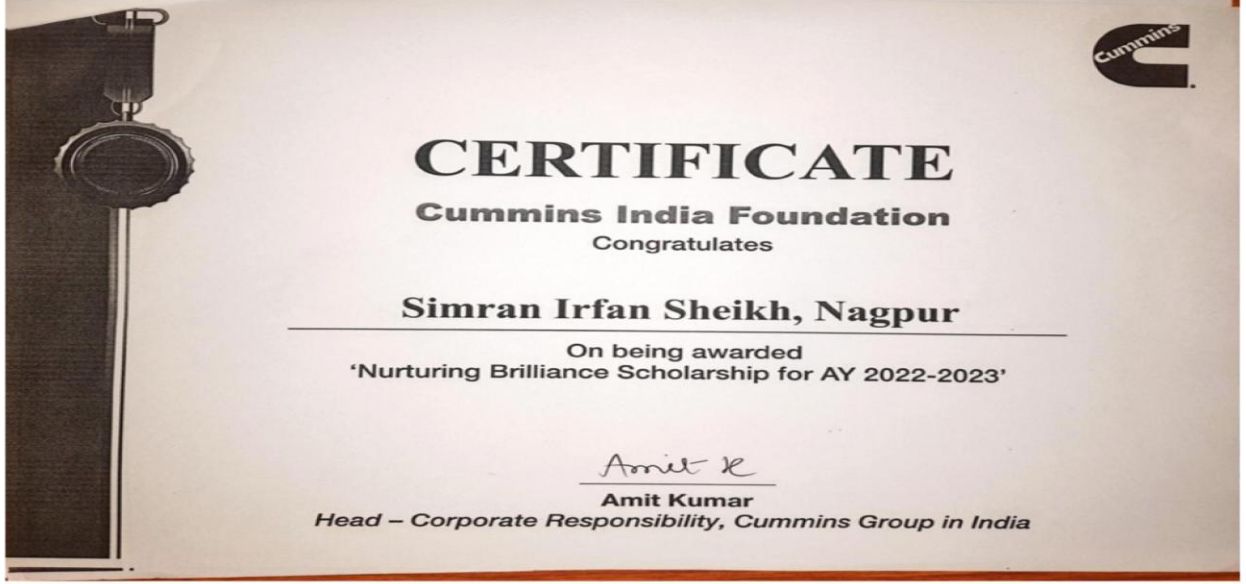 Cummins
CERTIFICATE
Cummins India Foundation
Congratulates
Simran Irfan Sheikh, Nagpur
On being awarded
‘Nurturing Brilliance Scholarship for AY 2022-2023’
Amit K
Amit Kumar
Head – Corporate Responsibility, Cummins Group in India